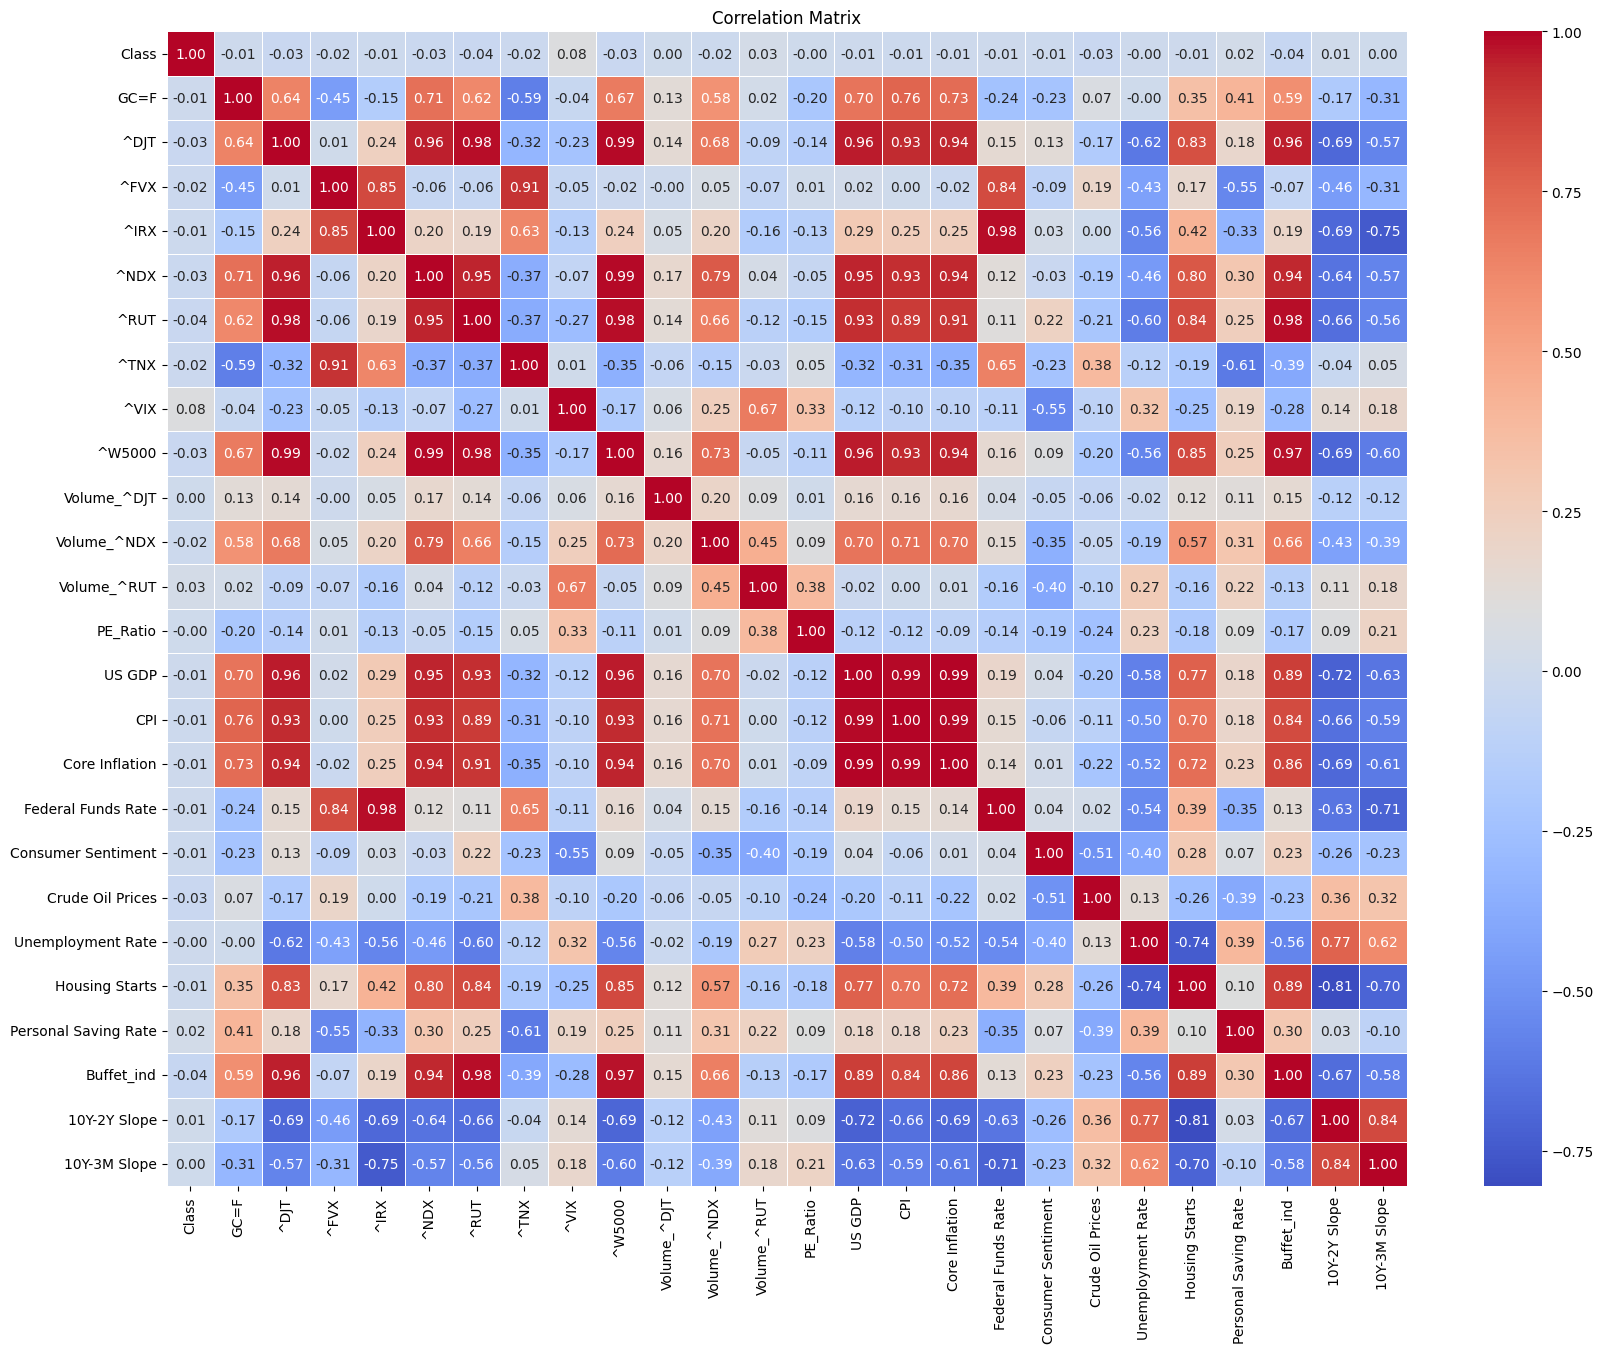 Correlation Matrix
Class 1.00 -0.01 -0.03 -0.02 -0.01 -0.03 -0.04 -0.02 0.08 -0.03 0.00 -0.02 0.03 -0.00 -0.01 -0.01 -0.01 -0.01 -0.01 -0.03 -0.00 -0.01 0.02 -0.04 0.01 0.00
GC=F -0.01 1.00 0.64 -0.45 -0.15 0.71 0.62 -0.59 -0.04 0.67 0.13 0.58 0.02 -0.20 0.70 0.76 0.73 -0.24 -0.23 0.07 -0.00 0.35 0.41 0.59 -0.17 -0.31
^DJT -0.03 0.64 1.00 0.01 0.24 0.96 0.98 -0.32 -0.23 0.99 0.14 0.68 -0.09 -0.14 0.96 0.93 0.94 0.15 0.13 -0.17 -0.62 0.83 0.18 0.96 -0.69 -0.57
^FVX -0.02 -0.45 0.01 1.00 0.85 -0.06 -0.06 0.91 -0.05 -0.02 -0.00 0.05 -0.07 0.01 0.02 0.00 -0.02 0.84 -0.09 0.19 -0.43 0.17 -0.55 -0.07 -0.46 -0.31
^IRX -0.01 -0.15 0.24 0.85 1.00 0.20 0.19 0.63 -0.13 0.24 0.05 0.20 -0.16 -0.13 0.29 0.25 0.25 0.98 0.03 0.00 -0.56 0.42 -0.33 0.19 -0.69 -0.75
^NDX -0.03 0.71 0.96 -0.06 0.20 1.00 0.95 -0.37 -0.07 0.99 0.17 0.79 0.04 -0.05 0.95 0.93 0.94 0.12 -0.03 -0.19 -0.46 0.80 0.30 0.94 -0.64 -0.57
^RUT -0.04 0.62 0.98 -0.06 0.19 0.95 1.00 -0.37 -0.27 0.98 0.14 0.66 -0.12 -0.15 0.93 0.89 0.91 0.11 0.22 -0.21 -0.60 0.84 0.25 0.98 -0.66 -0.56
^TNX -0.02 -0.59 -0.32 0.91 0.63 -0.37 -0.37 1.00 0.01 -0.35 -0.06 -0.15 -0.03 0.05 -0.32 -0.31 -0.35 0.65 -0.23 0.38 -0.12 -0.19 -0.61 -0.39 -0.04 0.05
^VIX 0.08 -0.04 -0.23 -0.05 -0.13 -0.07 -0.27 0.01 1.00 -0.17 0.06 0.25 0.67 0.33 -0.12 -0.10 -0.10 -0.11 -0.55 -0.10 0.32 -0.25 0.19 -0.28 0.14 0.18
^W5000 -0.03 0.67 0.99 -0.02 0.24 0.99 0.98 -0.35 -0.17 1.00 0.16 0.73 -0.05 -0.11 0.96 0.93 0.94 0.16 0.09 -0.20 -0.56 0.85 0.25 0.97 -0.69 -0.60
Volume_^DJT 0.00 0.13 0.14 -0.00 0.05 0.17 0.14 -0.06 0.06 0.16 1.00 0.20 0.09 0.01 0.16 0.16 0.16 0.04 -0.05 -0.06 -0.02 0.12 0.11 0.15 -0.12 -0.12
Volume_^NDX -0.02 0.58 0.68 0.05 0.20 0.79 0.66 -0.15 0.25 0.73 0.20 1.00 0.45 0.09 0.70 0.71 0.70 0.15 -0.35 -0.05 -0.19 0.57 0.31 0.66 -0.43 -0.39
Volume_^RUT 0.03 0.02 -0.09 -0.07 -0.16 0.04 -0.12 -0.03 0.67 -0.05 0.09 0.45 1.00 0.38 -0.02 0.00 0.01 -0.16 -0.40 -0.10 0.27 -0.16 0.22 -0.13 0.11 0.18
PE_Ratio -0.00 -0.20 -0.14 0.01 -0.13 -0.05 -0.15 0.05 0.33 -0.11 0.01 0.09 0.38 1.00 -0.12 -0.12 -0.09 -0.14 -0.19 -0.24 0.23 -0.18 0.09 -0.17 0.09 0.21
US GDP -0.01 0.70 0.96 0.02 0.29 0.95 0.93 -0.32 -0.12 0.96 0.16 0.70 -0.02 -0.12 1.00 0.99 0.99 0.19 0.04 -0.20 -0.58 0.77 0.18 0.89 -0.72 -0.63
CPI -0.01 0.76 0.93 0.00 0.25 0.93 0.89 -0.31 -0.10 0.93 0.16 0.71 0.00 -0.12 0.99 1.00 0.99 0.15 -0.06 -0.11 -0.50 0.70 0.18 0.84 -0.66 -0.59
Core Inflation -0.01 0.73 0.94 -0.02 0.25 0.94 0.91 -0.35 -0.10 0.94 0.16 0.70 0.01 -0.09 0.99 0.99 1.00 0.14 0.01 -0.22 -0.52 0.72 0.23 0.86 -0.69 -0.61
Federal Funds Rate -0.01 -0.24 0.15 0.84 0.98 0.12 0.11 0.65 -0.11 0.16 0.04 0.15 -0.16 -0.14 0.19 0.15 0.14 1.00 0.04 0.02 -0.54 0.39 -0.35 0.13 -0.63 -0.71
Consumer Sentiment -0.01 -0.23 0.13 -0.09 0.03 -0.03 0.22 -0.23 -0.55 0.09 -0.05 -0.35 -0.40 -0.19 0.04 -0.06 0.01 0.04 1.00 -0.51 -0.40 0.28 0.07 0.23 -0.26 -0.23
Crude Oil Prices -0.03 0.07 -0.17 0.19 0.00 -0.19 -0.21 0.38 -0.10 -0.20 -0.06 -0.05 -0.10 -0.24 -0.20 -0.11 -0.22 0.02 -0.51 1.00 0.13 -0.26 -0.39 -0.23 0.36 0.32
Unemployment Rate -0.00 -0.00 -0.62 -0.43 -0.56 -0.46 -0.60 -0.12 0.32 -0.56 -0.02 -0.19 0.27 0.23 -0.58 -0.50 -0.52 -0.54 -0.40 0.13 1.00 -0.74 0.39 -0.56 0.77 0.62
Housing Starts -0.01 0.35 0.83 0.17 0.42 0.80 0.84 -0.19 -0.25 0.85 0.12 0.57 -0.16 -0.18 0.77 0.70 0.72 0.39 0.28 -0.26 -0.74 1.00 0.10 0.89 -0.81 -0.70
Personal Saving Rate 0.02 0.41 0.18 -0.55 -0.33 0.30 0.25 -0.61 0.19 0.25 0.11 0.31 0.22 0.09 0.18 0.18 0.23 -0.35 0.07 -0.39 0.39 0.10 1.00 0.30 0.03 -0.10
Buffet_ind -0.04 0.59 0.96 -0.07 0.19 0.94 0.98 -0.39 -0.28 0.97 0.15 0.66 -0.13 -0.17 0.89 0.84 0.86 0.13 0.23 -0.23 -0.56 0.89 0.30 1.00 -0.67 -0.58
10Y-2Y Slope 0.01 -0.17 -0.69 -0.46 -0.69 -0.64 -0.66 -0.04 0.14 -0.69 -0.12 -0.43 0.11 0.09 -0.72 -0.66 -0.69 -0.63 -0.26 0.36 0.77 -0.81 0.03 -0.67 1.00 0.84
10Y-3M Slope 0.00 -0.31 -0.57 -0.31 -0.75 -0.57 -0.56 0.05 0.18 -0.60 -0.12 -0.39 0.18 0.21 -0.63 -0.59 -0.61 -0.71 -0.23 0.32 0.62 -0.70 -0.10 -0.58 0.84 1.00
Class
GC=F
^DJT
^FVX
^IRX
^NDX
^RUT
^TNX
^VIX
^W5000
Volume_^DJT
Volume_^NDX
Volume_^RUT
PE_Ratio
US GDP
CPI
Core Inflation
Federal Funds Rate
Consumer Sentiment
Crude Oil Prices
Unemployment Rate
Housing Starts
Personal Saving Rate
Buffet_ind
10Y-2Y Slope
10Y-3M Slope
1.00
0.75
0.50
0.25
0.00
−0.25
−0.50
−0.75